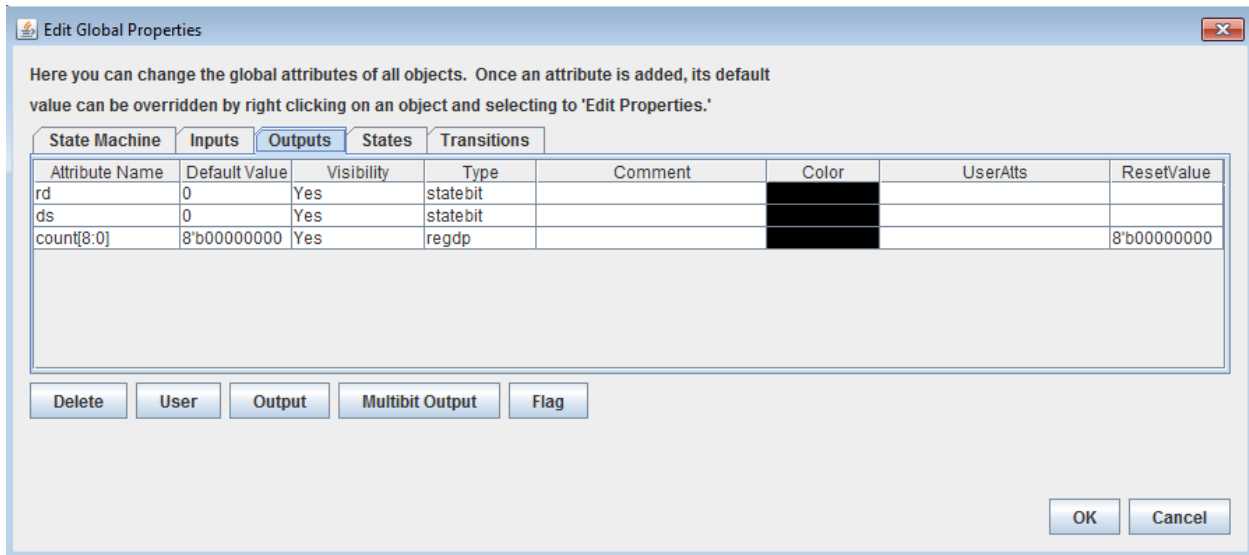 Edit Global Properties
Here you can change the global attributes of all objects. Once an attribute is added, its default
value can be overridden by right clicking on an object and selecting to 'Edit Properties.'
State Machine Inputs Outputs States Transitions
Attribute Name Default Value Visibility Type Comment Color UserAtts ResetValue
rd 0 Yes statebit
ds 0 Yes statebit
count[8:0] 8'b00000000 Yes regdp 8'b00000000
Delete User Output Multibit Output Flag
OK Cancel